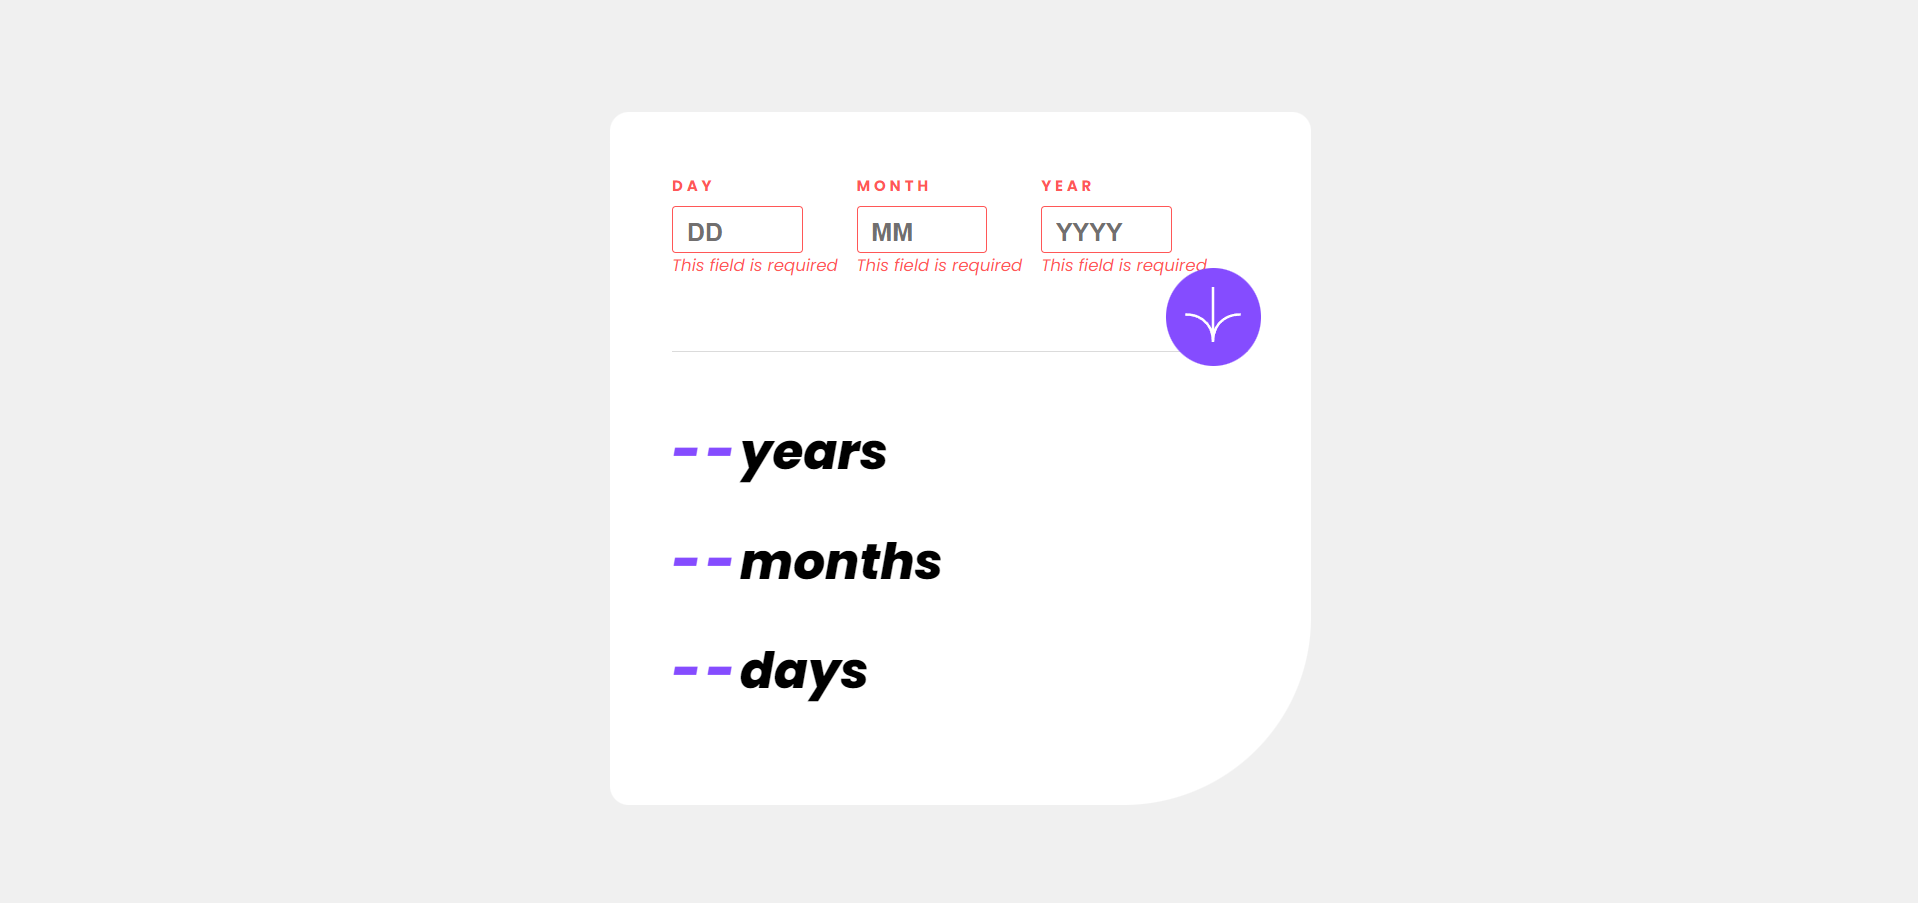 DAY MONTH YEAR
DD MM YYYY
This field is required This field is required This field is required
--years
--months
--days